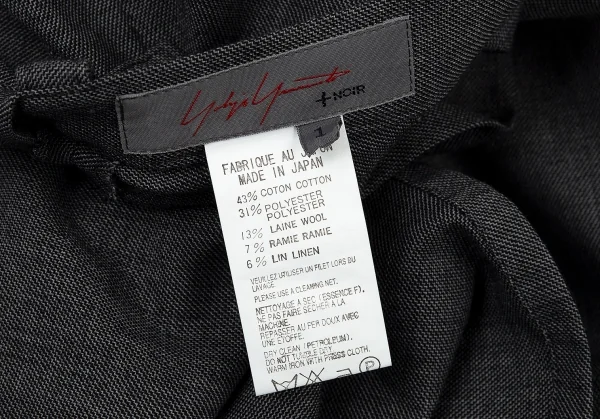 Yohji Yamamoto
+NOIR
1
FABRIQUE AU JAPON
MADE IN JAPAN
43% COTON COTTON
31% POLYESTER
POLYESTER
13% LAINE WOOL
7% RAMIE RAMIE
6% LIN LINEN
VEUILLEZ UTILISER UN FILET LORS DU
LAVAGE
PLEASE USE A CLEANING NET.
NETTOYAGE A SEC (ESSENCE F).
NE PAS FAIRE SECHER A LA
MACHINE.
REPASSER AU FER DOUX AVEC
UNE ETOFFE.
DRY CLEAN (PETROLEUM).
DO NOT TUMBLE DRY.
WARM IRON WITH PRESS CLOTH.
P